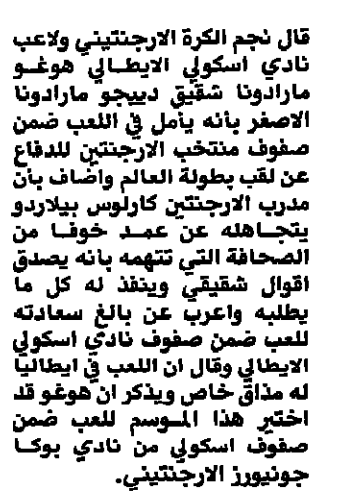 قال نجم الكرة الارجنتيني ولاعب
نادي اسكولي الايطالي هوغو
مارادونا شقيق دييجو مارادونا
الاصغر بأنه يأمل في اللعب ضمن
صفوف منتخب الارجنتين للدفاع
عن لقب بطولة العالم واضاف بأن
مدرب الارجنتين كارلوس بيلاردو
يتجاهله عن عمد خوفا من
الصحافة التي تتهمه بانه يصدق
اقوال شقيقي وينفذ له كل ما
يطلبه واعرب عن بالغ سعادته
للعب ضمن صفوف نادي اسكولي
الايطالي وقال ان اللعب في ايطاليا
له مذاق خاص ويذكر ان هوغو قد
اختير هذا الموسم للعب ضمن
صفوف اسكولي من نادي بوكا
جونيورز الارجنتيني.